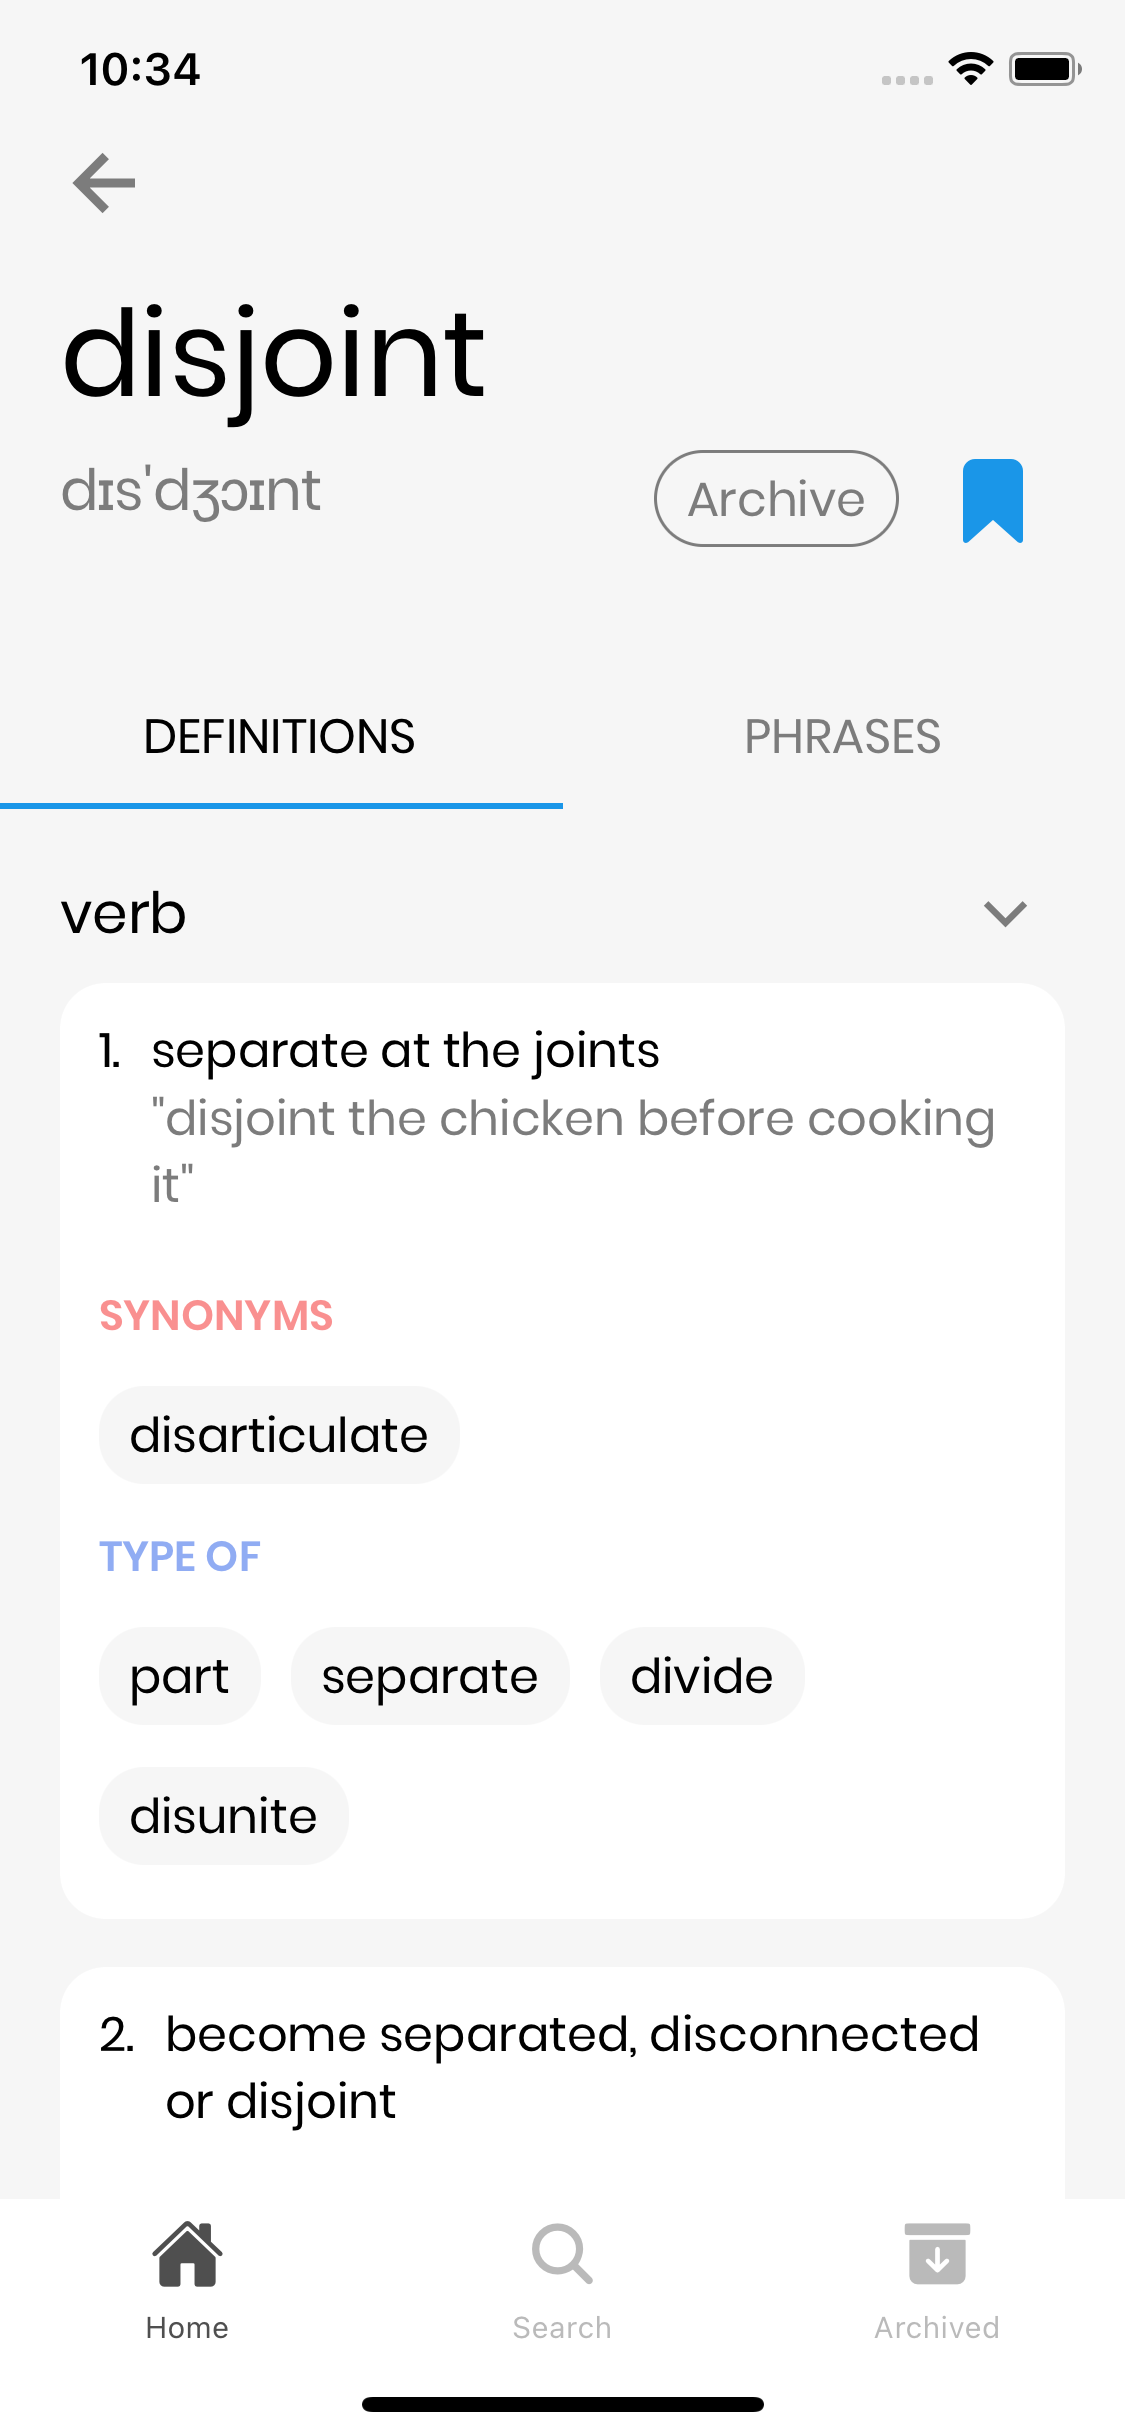 10:34
disjoint
dɪs'dʒɔɪnt
Archive
DEFINITIONS PHRASES
verb
1. separate at the joints
"disjoint the chicken before cooking
it"
SYNONYMS
disarticulate
TYPE OF
part separate divide
disunite
2. become separated, disconnected
or disjoint
Home Search Archived